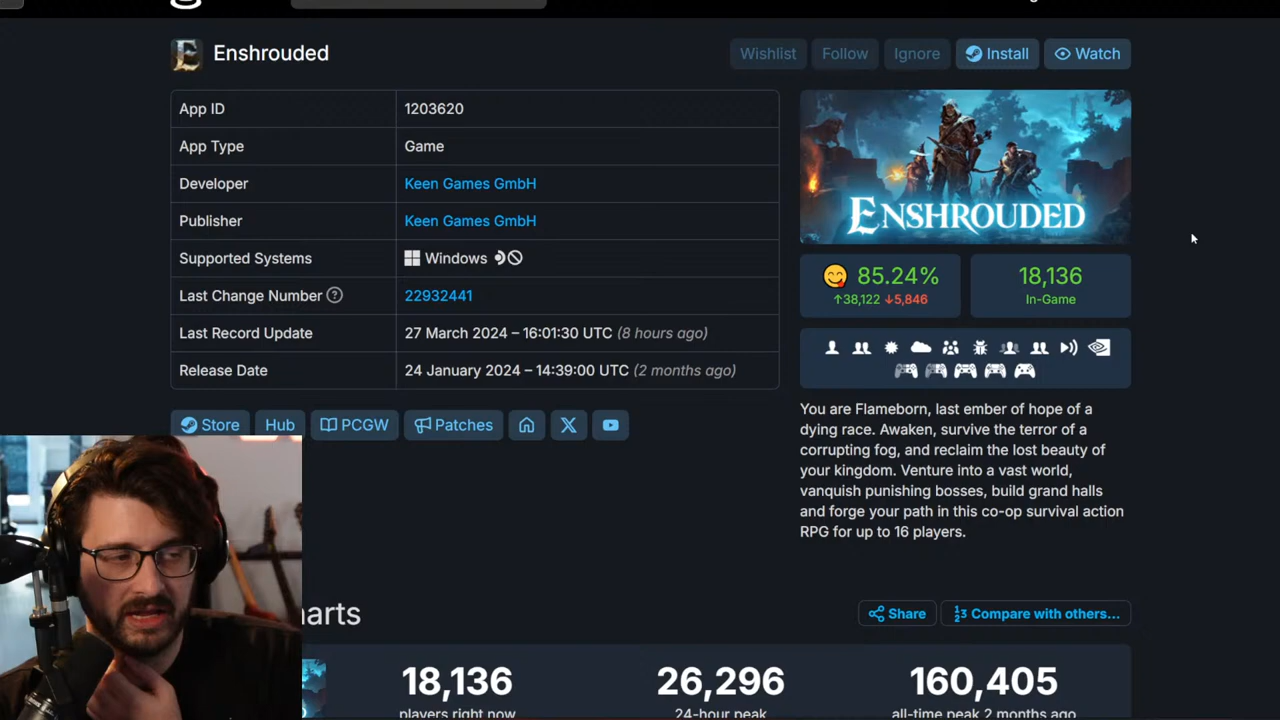 Enshrouded
Wishlist
Follow
Ignore
Install
Watch
App ID 1203620
App Type Game
Developer Keen Games GmbH
Publisher Keen Games GmbH
Supported Systems Windows
Last Change Number ? 22932441
Last Record Update 27 March 2024 – 16:01:30 UTC (8 hours ago)
Release Date 24 January 2024 – 14:39:00 UTC (2 months ago)
Store
Hub
PCGW
Patches
ENSHROUDED
85.24%
↑38,122 ↓5,846
18,136
In-Game
You are Flameborn, last ember of hope of a
dying race. Awaken, survive the terror of a
corrupting fog, and reclaim the lost beauty of
your kingdom. Venture into a vast world,
vanquish punishing bosses, build grand halls
and forge your path in this co-op survival action
RPG for up to 16 players.
harts
Share
Compare with others...
18,136
players right now
26,296
24-hour peak
160,405
all-time peak 2 months ago